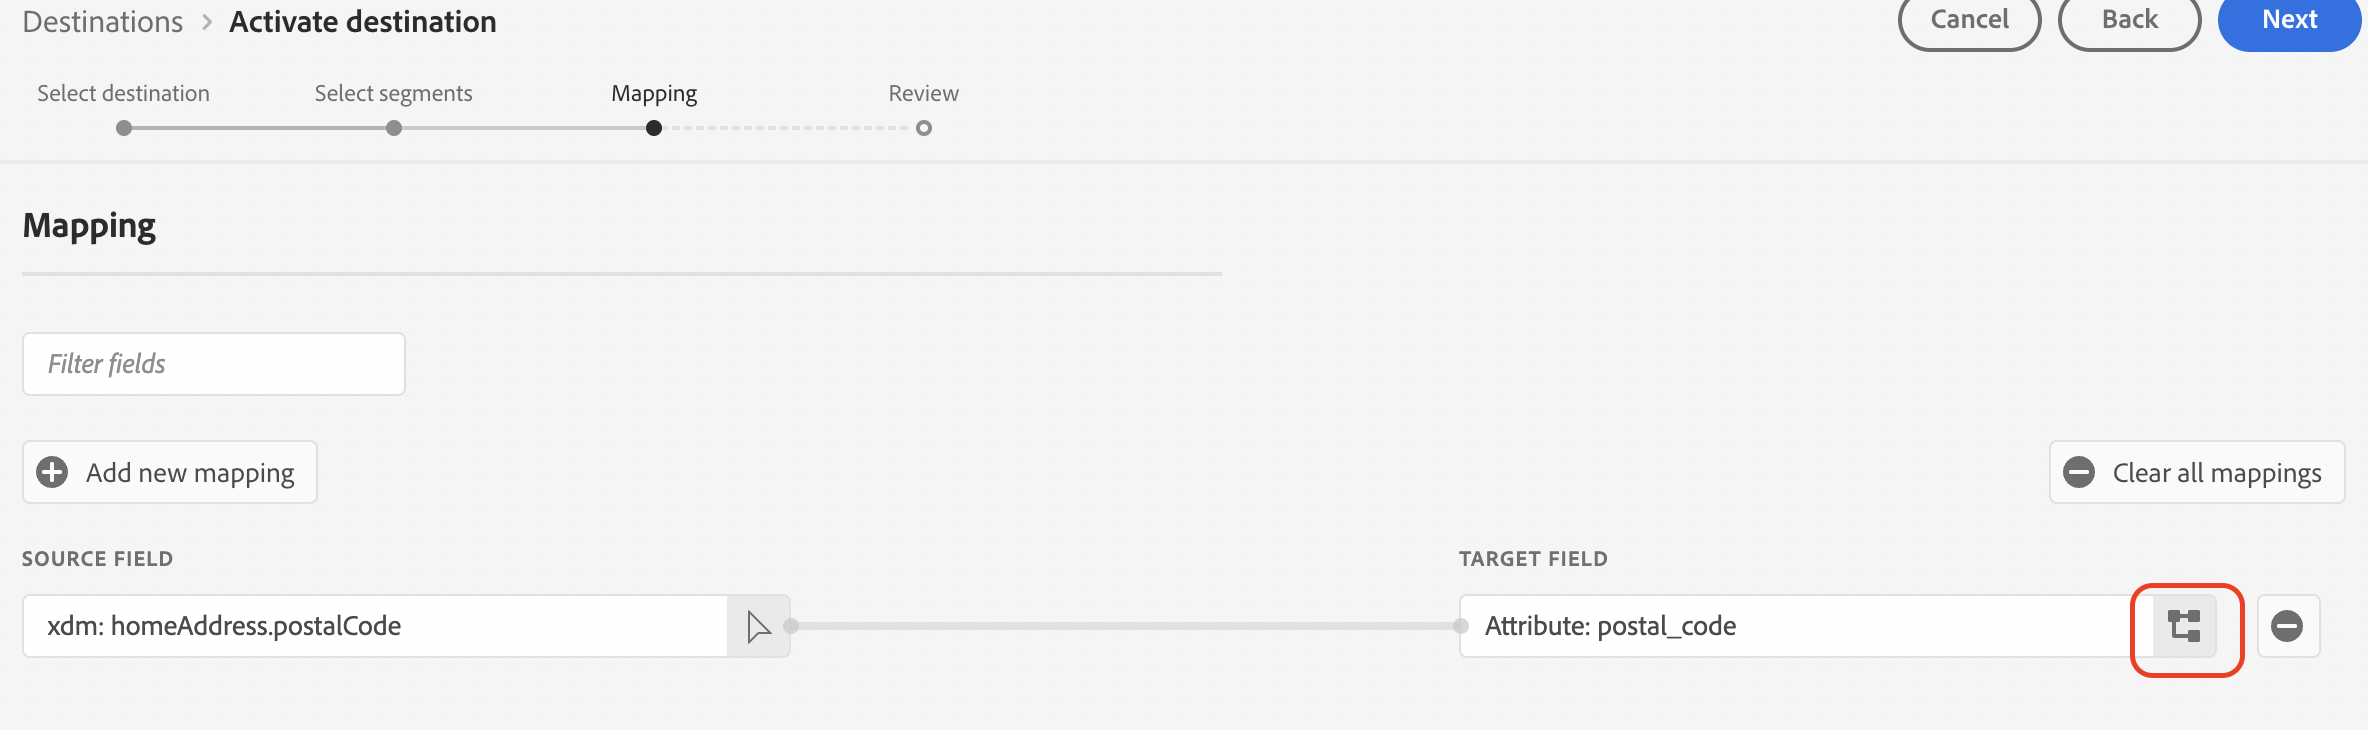 Destinations > Activate destination
Cancel
Back
Next
Select destination
Select segments
Mapping
Review
Mapping
Filter fields
Add new mapping
Clear all mappings
SOURCE FIELD
TARGET FIELD
xdm: homeAddress.postalCode
Attribute: postal_code